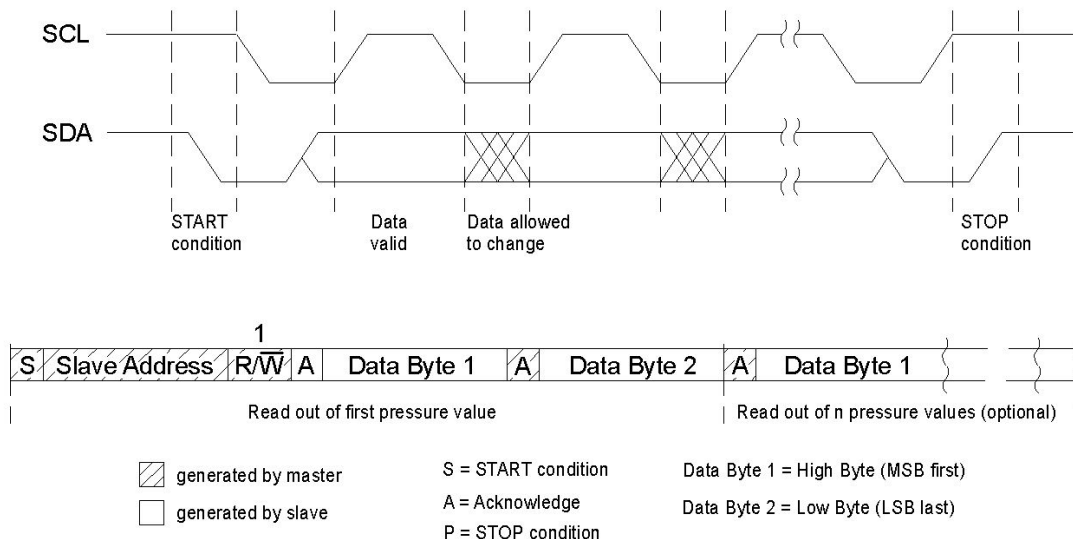 SCL
SDA
START
condition
Data
valid
Data allowed
to change
STOP
condition
1
S Slave Address R/W̅ A Data Byte 1 A Data Byte 2 A Data Byte 1
Read out of first pressure value
Read out of n pressure values (optional)
generated by master
generated by slave
S = START condition
A = Acknowledge
P = STOP condition
Data Byte 1 = High Byte (MSB first)
Data Byte 2 = Low Byte (LSB last)